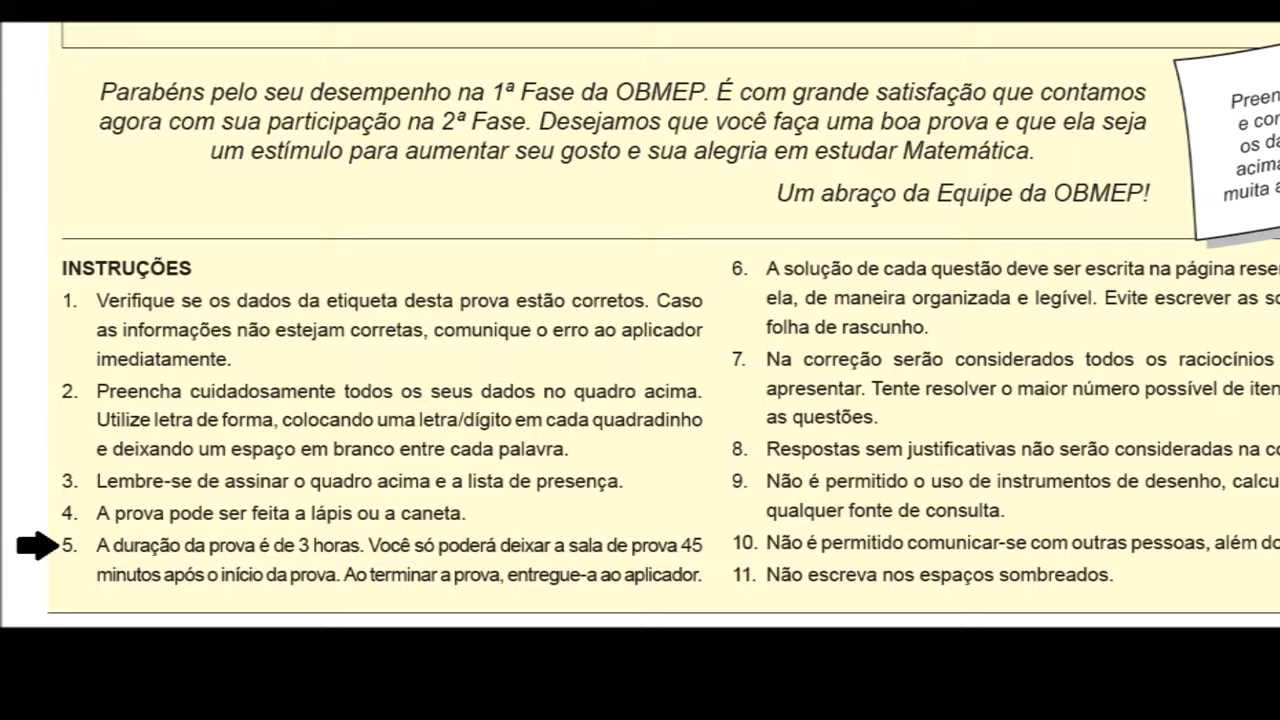 Parabéns pelo seu desempenho na 1ª Fase da OBMEP. É com grande satisfação que contamos
agora com sua participação na 2ª Fase. Desejamos que você faça uma boa prova e que ela seja
um estímulo para aumentar seu gosto e sua alegria em estudar Matemática.
Um abraço da Equipe da OBMEP!
e
os
acima
muita
INSTRUÇÕES
1. Verifique se os dados da etiqueta desta prova estão corretos. Caso
as informações não estejam corretas, comunique o erro ao aplicador
imediatamente.
2. Preencha cuidadosamente todos os seus dados no quadro acima.
Utilize letra de forma, colocando uma letra/dígito em cada quadradinho
e deixando um espaço em branco entre cada palavra.
3. Lembre-se de assinar o quadro acima e a lista de presença.
4. A prova pode ser feita a lápis ou a caneta.
5. A duração da prova é de 3 horas. Você só poderá deixar a sala de prova 45
minutos após o início da prova. Ao terminar a prova, entregue-a ao aplicador.
6. A solução de cada questão deve ser escrita na página
ela, de maneira organizada e legível. Evite escrever as
folha de rascunho.
7. Na correção serão considerados todos os raciocínios
apresentar. Tente resolver o maior número possível de
as questões.
8. Respostas sem justificativas não serão consideradas na
9. Não é permitido o uso de instrumentos de desenho,
qualquer fonte de consulta.
10. Não é permitido comunicar-se com outras pessoas, além
11. Não escreva nos espaços sombreados.